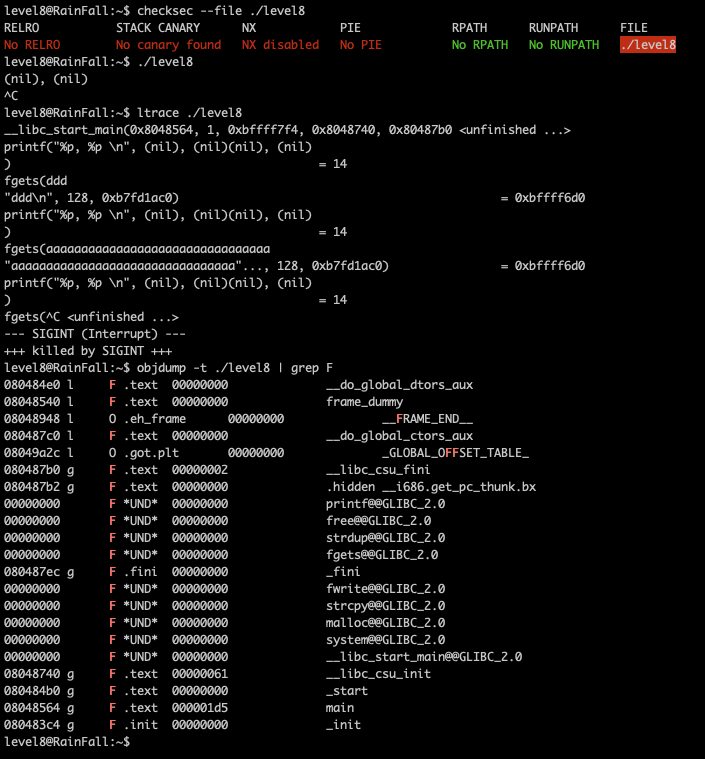 level8@RainFall:~$ checksec --file ./level8
RELRO STACK CANARY NX PIE RPATH RUNPATH FILE
No RELRO No canary found NX disabled No PIE No RPATH No RUNPATH ./level8
level8@RainFall:~$ ./level8
(nil), (nil)
^C
level8@RainFall:~$ ltrace ./level8
__libc_start_main(0x8048564, 1, 0xbffff7f4, 0x8048740, 0x80487b0 <unfinished ...>
printf("%p, %p \n", (nil), (nil)(nil), (nil)
) = 14
fgets(ddd
"ddd\n", 128, 0xb7fd1ac0) = 0xbffff6d0
printf("%p, %p \n", (nil), (nil)(nil), (nil)
) = 14
fgets(aaaaaaaaaaaaaaaaaaaaaaaaaaaaaaaa
"aaaaaaaaaaaaaaaaaaaaaaaaaaaaaaaa"..., 128, 0xb7fd1ac0) = 0xbffff6d0
printf("%p, %p \n", (nil), (nil)(nil), (nil)
) = 14
fgets(^C <unfinished ...>
--- SIGINT (Interrupt) ---
+++ killed by SIGINT +++
level8@RainFall:~$ objdump -t ./level8 | grep F
080484e0 l F .text 00000000 __do_global_dtors_aux
08048540 l F .text 00000000 frame_dummy
08048948 l O .eh_frame 00000000 __FRAME_END__
080487c0 l F .text 00000000 __do_global_ctors_aux
08049a2c l O .got.plt 00000000 _GLOBAL_OFFSET_TABLE_
080487b0 g F .text 00000002 __libc_csu_fini
080487b2 g F .text 00000000 .hidden __i686.get_pc_thunk.bx
00000000 F *UND* 00000000 printf@@GLIBC_2.0
00000000 F *UND* 00000000 free@@GLIBC_2.0
00000000 F *UND* 00000000 strdup@@GLIBC_2.0
00000000 F *UND* 00000000 fgets@@GLIBC_2.0
080487ec g F .fini 00000000 _fini
00000000 F *UND* 00000000 fwrite@@GLIBC_2.0
00000000 F *UND* 00000000 strcpy@@GLIBC_2.0
00000000 F *UND* 00000000 malloc@@GLIBC_2.0
00000000 F *UND* 00000000 system@@GLIBC_2.0
00000000 F *UND* 00000000 __libc_start_main@@GLIBC_2.0
08048740 g F .text 00000061 __libc_csu_init
080484b0 g F .text 00000000 _start
08048564 g F .text 000001d5 main
080483c4 g F .init 00000000 _init
level8@RainFall:~$